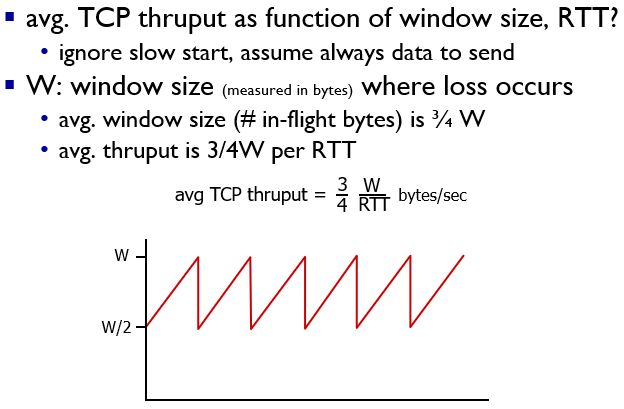 ▪ avg. TCP thruput as function of window size, RTT?
• ignore slow start, assume always data to send
▪ W: window size (measured in bytes) where loss occurs
• avg. window size (# in-flight bytes) is ¾ W
• avg. thruput is 3/4W per RTT
avg TCP thruput = 3/4 W/RTT bytes/sec
W
W/2